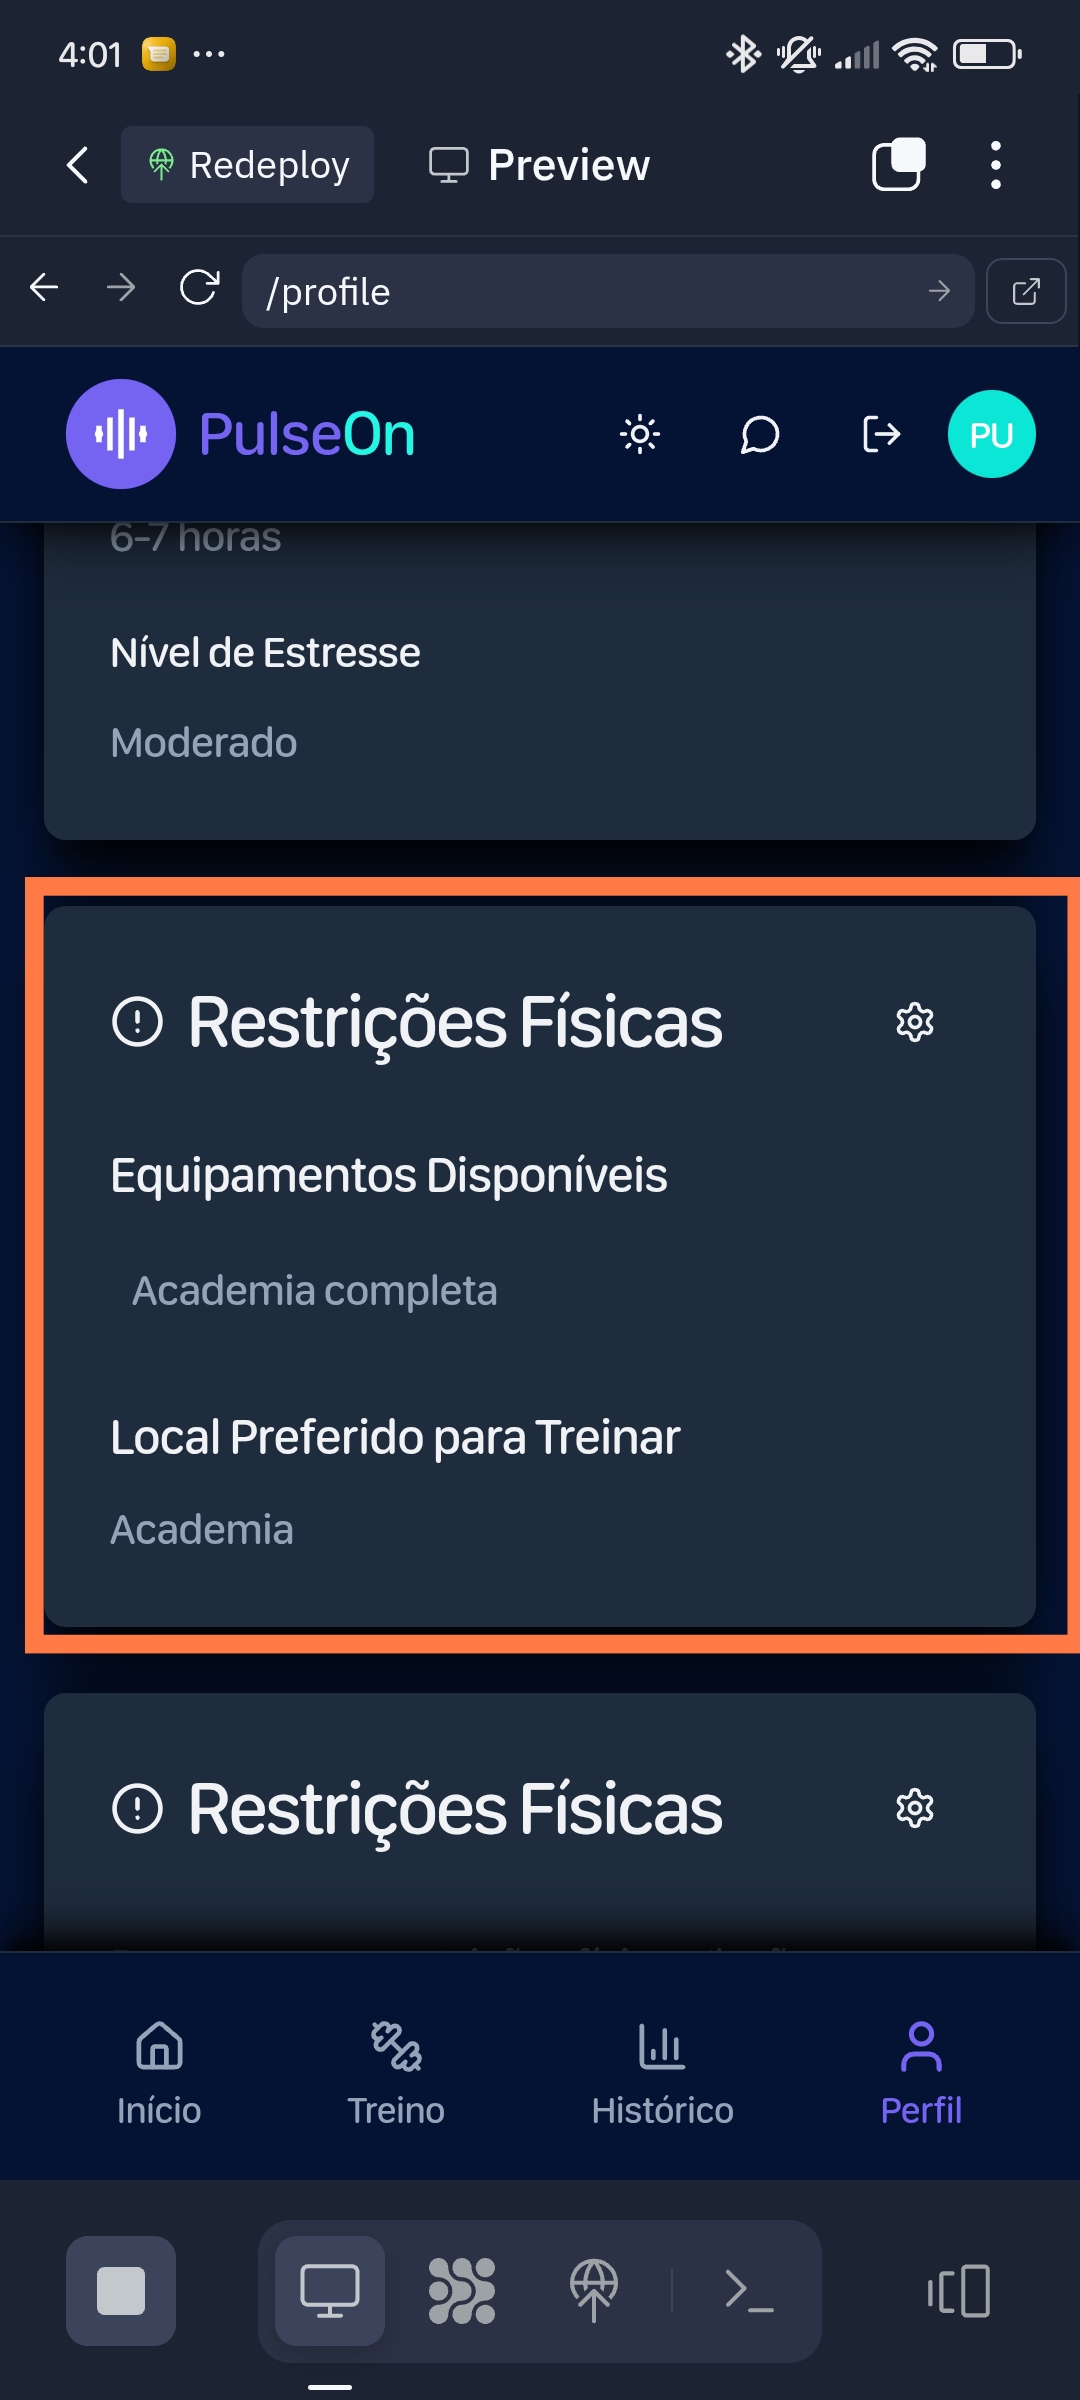 4:01
Redeploy
Preview
/profile
PulseOn
PU
6-7 horas
Nível de Estresse
Moderado
Restrições Físicas
Equipamentos Disponíveis
Academia completa
Local Preferido para Treinar
Academia
Restrições Físicas
Início
Treino
Histórico
Perfil